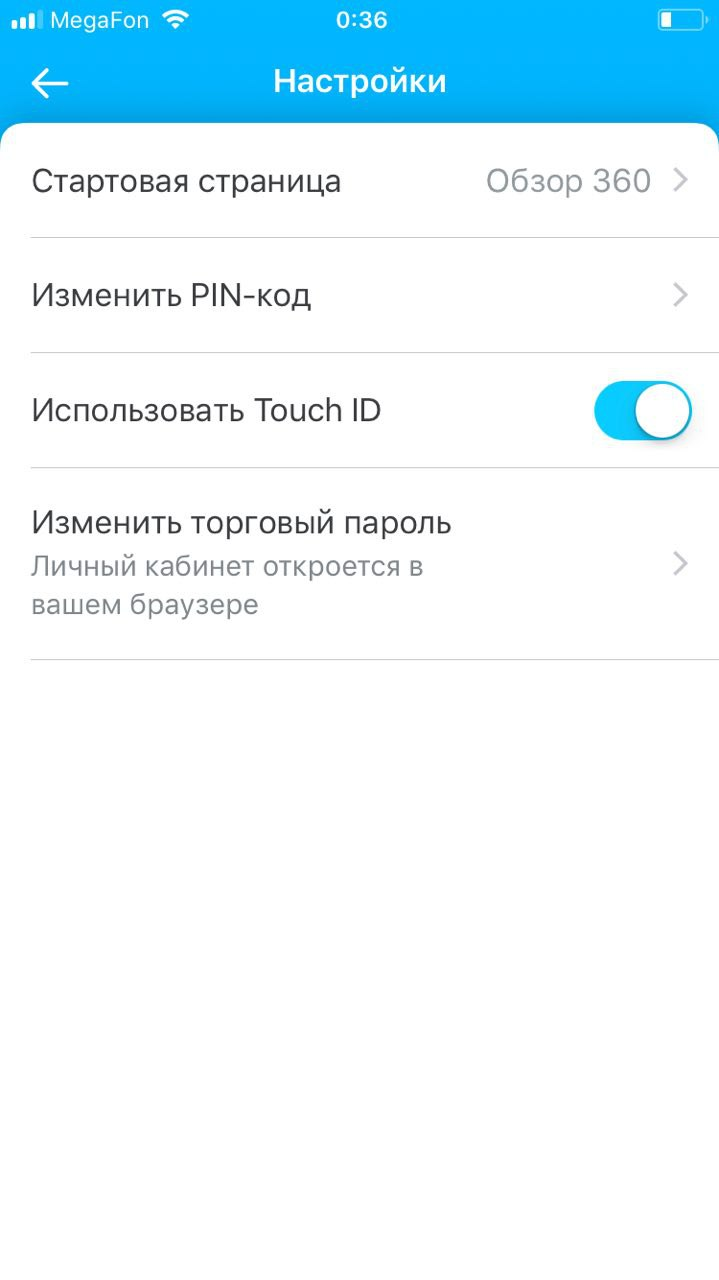 MegaFon 0:36
Настройки
Стартовая страница Обзор 360
Изменить PIN-код
Использовать Touch ID
Изменить торговый пароль
Личный кабинет откроется в
вашем браузере